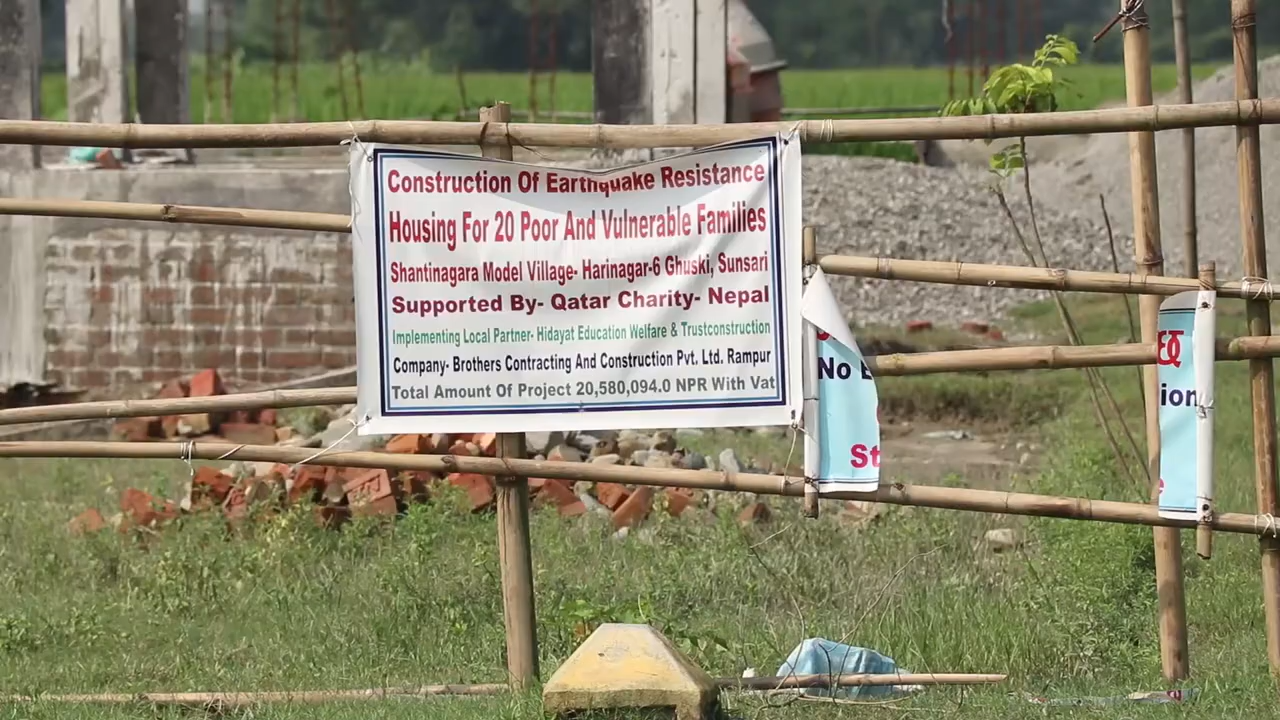 Construction Of Earthquake Resistance
Housing For 20 Poor And Vulnerable Families
Shantinagara Model Village- Harinagar-6 Ghuski, Sunsari
Supported By- Qatar Charity- Nepal
Implementing Local Partner- Hidayat Education Welfare & Trustconstruction
Company- Brothers Contracting And Construction Pvt. Ltd. Rampur
Total Amount Of Project 20,580,094.0 NPR With Vat
No
St
ion